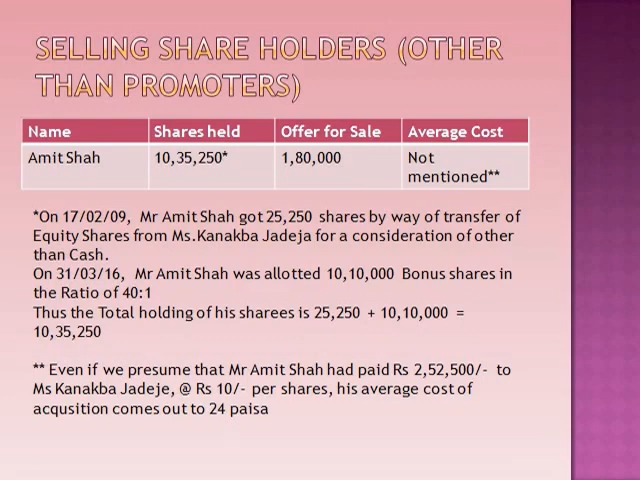 SELLING SHARE HOLDERS (OTHER
THAN PROMOTERS)
Name Shares held Offer for Sale Average Cost
Amit Shah 10,35,250* 1,80,000 Not
mentioned**
*On 17/02/09, Mr Amit Shah got 25,250 shares by way of transfer of
Equity Shares from Ms.Kanakba Jadeja for a consideration of other
than Cash.
On 31/03/16, Mr Amit Shah was allotted 10,10,000 Bonus shares in
the Ratio of 40:1
Thus the Total holding of his sharees is 25,250 + 10,10,000 =
10,35,250
** Even if we presume that Mr Amit Shah had paid Rs 2,52,500/- to
Ms Kanakba Jadeje, @ Rs 10/- per shares, his average cost of
acqusition comes out to 24 paisa